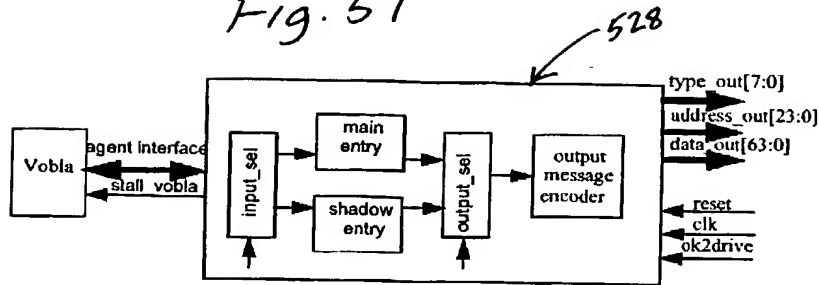 Fig. 57
528
type_out[7:0]
address_out[23:0]
data_out[63:0]
Vobla
agent interface
stall_vobla
input_sel
main
entry
shadow
entry
output_sel
output
message
encoder
reset
clk
ok2drive